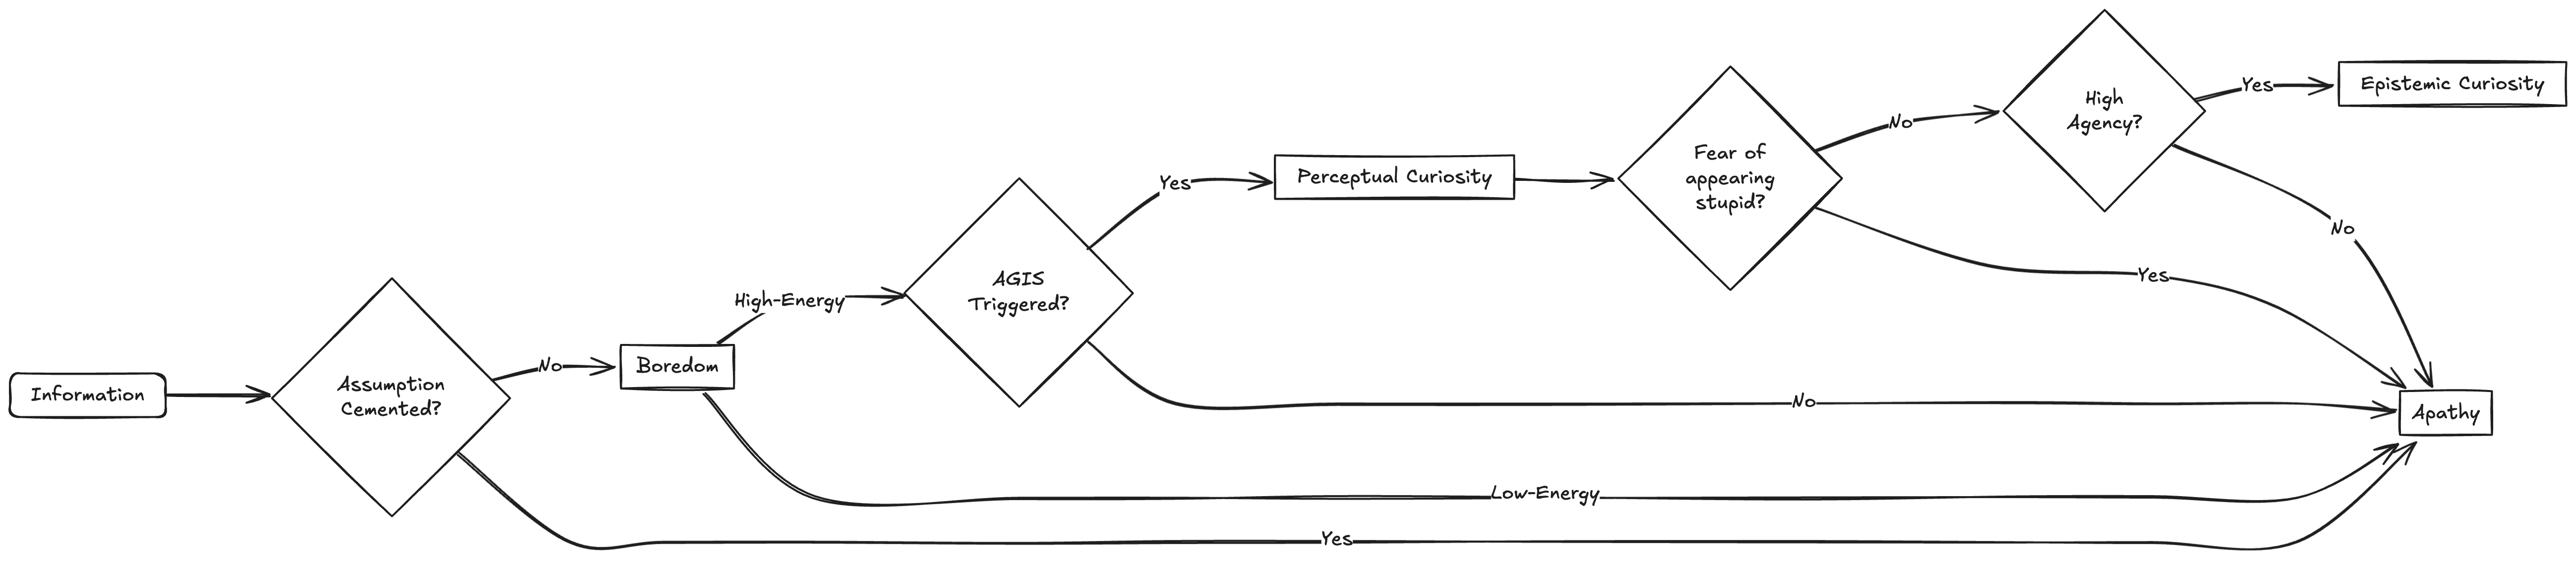 Information
Assumption
Cemented?
No
Yes
Boredom
High-Energy
Low-Energy
AGIS
Triggered?
Yes
No
Perceptual Curiosity
Fear of
appearing
stupid?
No
Yes
High
Agency?
Yes
No
Epistemic Curiosity
Apathy